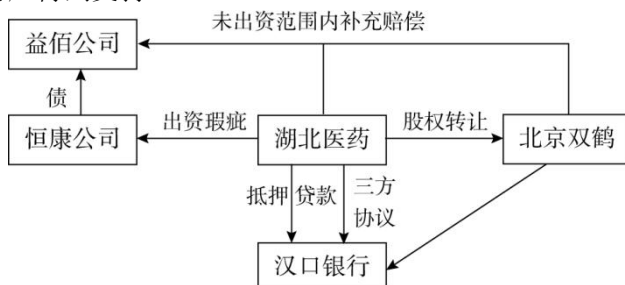 未出资范围内补充赔偿
益佰公司
债
恒康公司
出资瑕疵
湖北医药
股权转让
北京双鹤
抵押
贷款
三方
协议
汉口银行